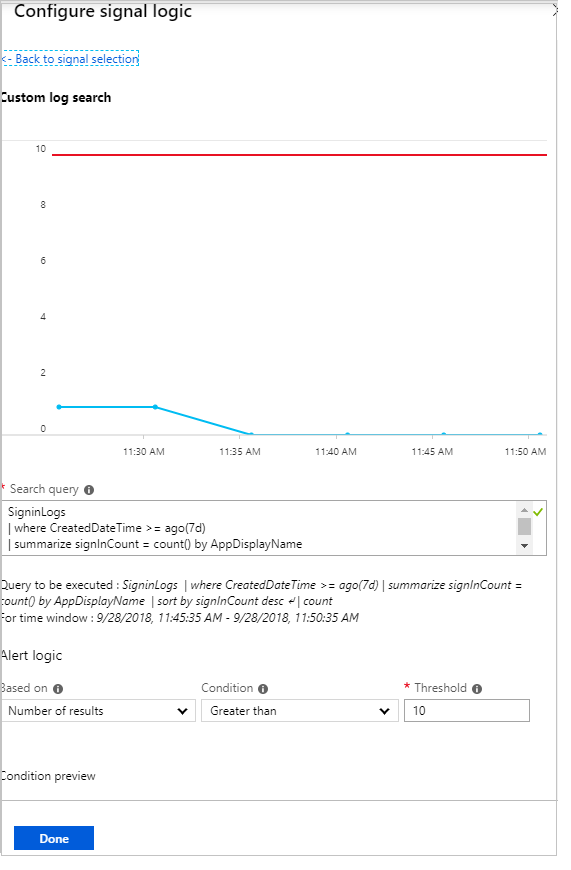 Configure signal logic
<- Back to signal selection
Custom log search
10
8
6
4
2
0
11:30 AM 11:35 AM 11:40 AM 11:45 AM 11:50 AM
* Search query
SigninLogs
| where CreatedDateTime >= ago(7d)
| summarize signInCount = count() by AppDisplayName
Query to be executed : SigninLogs | where CreatedDateTime >= ago(7d) | summarize signInCount =
count() by AppDisplayName | sort by signInCount desc ↵ | count
For time window : 9/28/2018, 11:45:35 AM - 9/28/2018, 11:50:35 AM
Alert logic
Based on Condition * Threshold
Number of results Greater than 10
Condition preview
Done